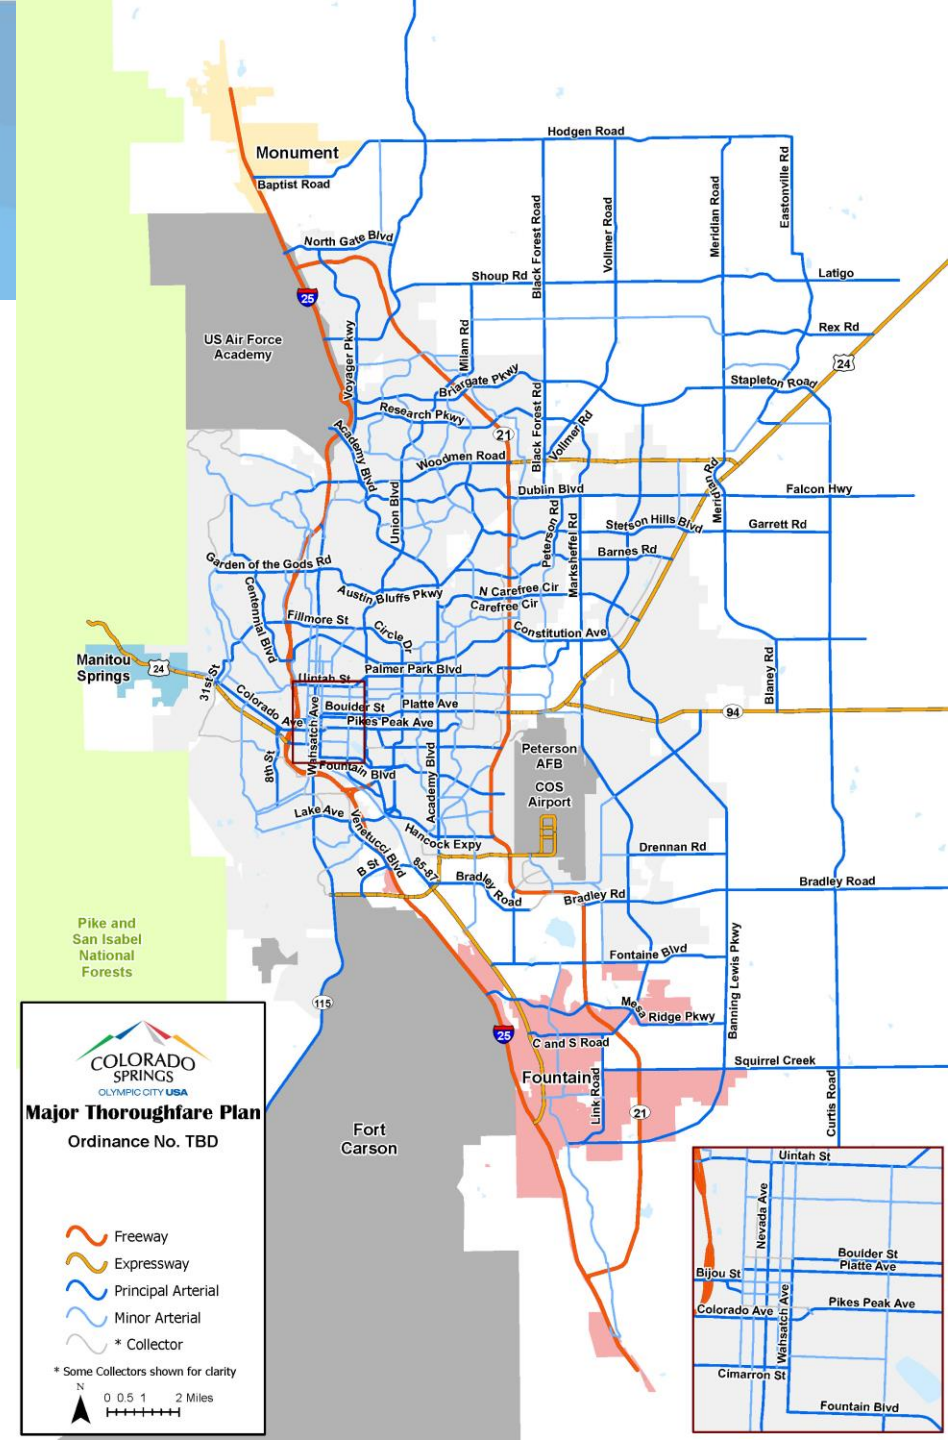 Hodgen Road
Monument
Baptist Road
North Gate Blvd
Black Forest Road
Vollmer Road
Meridian Road
Eastonville Rd
Shoup Rd
Latigo
25
US Air Force
Academy
Voyager Pkwy
Milam Rd
Rex Rd
24
Briargate Pkwy
Stapleton Road
Research Pkwy
21
Black Forest Rd
Vollmer Rd
Academy Blvd
Woodmen Road
Meridian Rd
Union Blvd
Dublin Blvd
Falcon Hwy
Peterson Rd
Marksheffel Rd
Stetson Hills Blvd
Garrett Rd
Barnes Rd
Garden of the Gods Rd
Centennial Blvd
Austin Bluffs Pkwy
N Carefree Cir
Carefree Cir
Fillmore St
Circle Dr
Constitution Ave
Manitou
Springs
24
31st St
Palmer Park Blvd
Uintah St
Blaney Rd
Colorado Ave
Wahsatch Ave
Boulder St
Platte Ave
Pikes Peak Ave
94
8th St
Fountain Blvd
Academy Blvd
Peterson
AFB
COS
Airport
Lake Ave
Venetucci Blvd
Hancock Expy
Drennan Rd
B St
85-87
Bradley Road
Bradley Rd
Bradley Road
Pike and
San Isabel
National
Forests
Fontaine Blvd
Banning Lewis Pkwy
115
Mesa Ridge Pkwy
25
C and S Road
Squirrel Creek
Fountain
Link Road
21
Curtis Road
Fort
Carson
COLORADO
SPRINGS
OLYMPIC CITY USA
Major Thoroughfare Plan
Ordinance No. TBD
Freeway
Expressway
Principal Arterial
Minor Arterial
* Collector
* Some Collectors shown for clarity
N
0 0.5 1 2 Miles
Uintah St
Nevada Ave
Boulder St
Platte Ave
Bijou St
Wahsatch Ave
Colorado Ave
Pikes Peak Ave
Cimarron St
Fountain Blvd